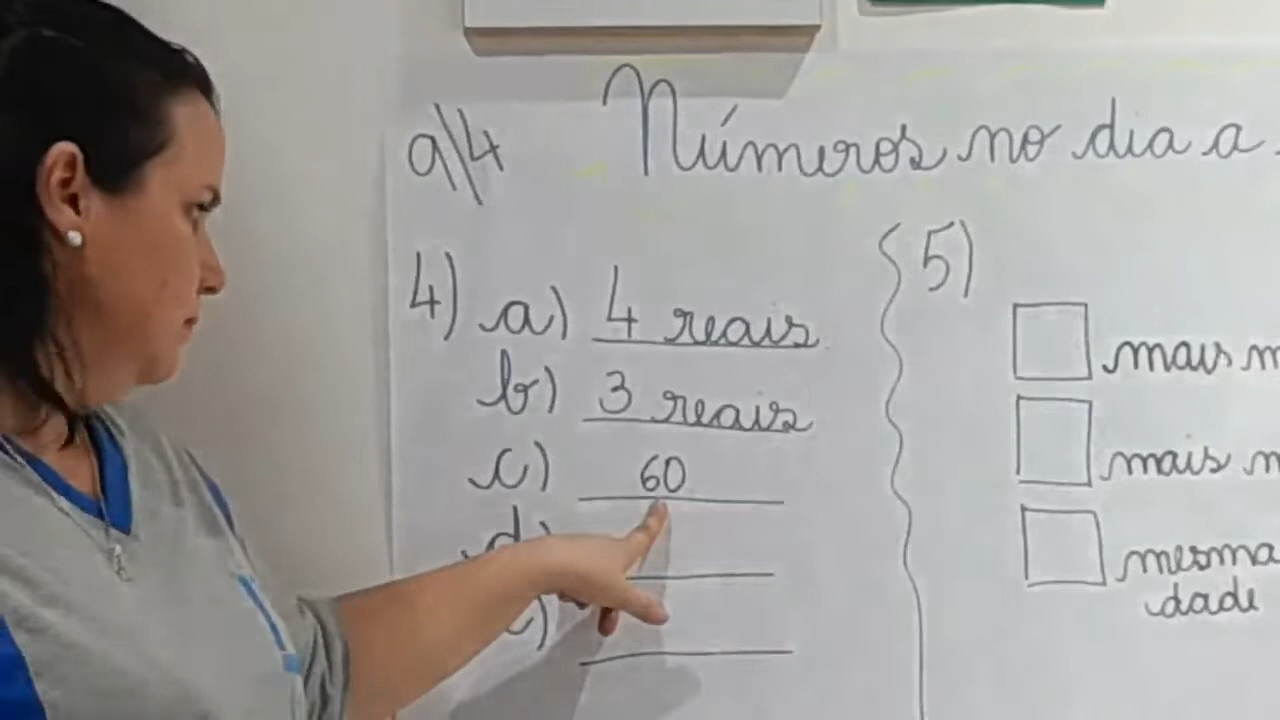 9\4 Números no dia a
4) a) 4 reais
b) 3 reais
c) 60
d)
5)
mais
mais
mesma
dade